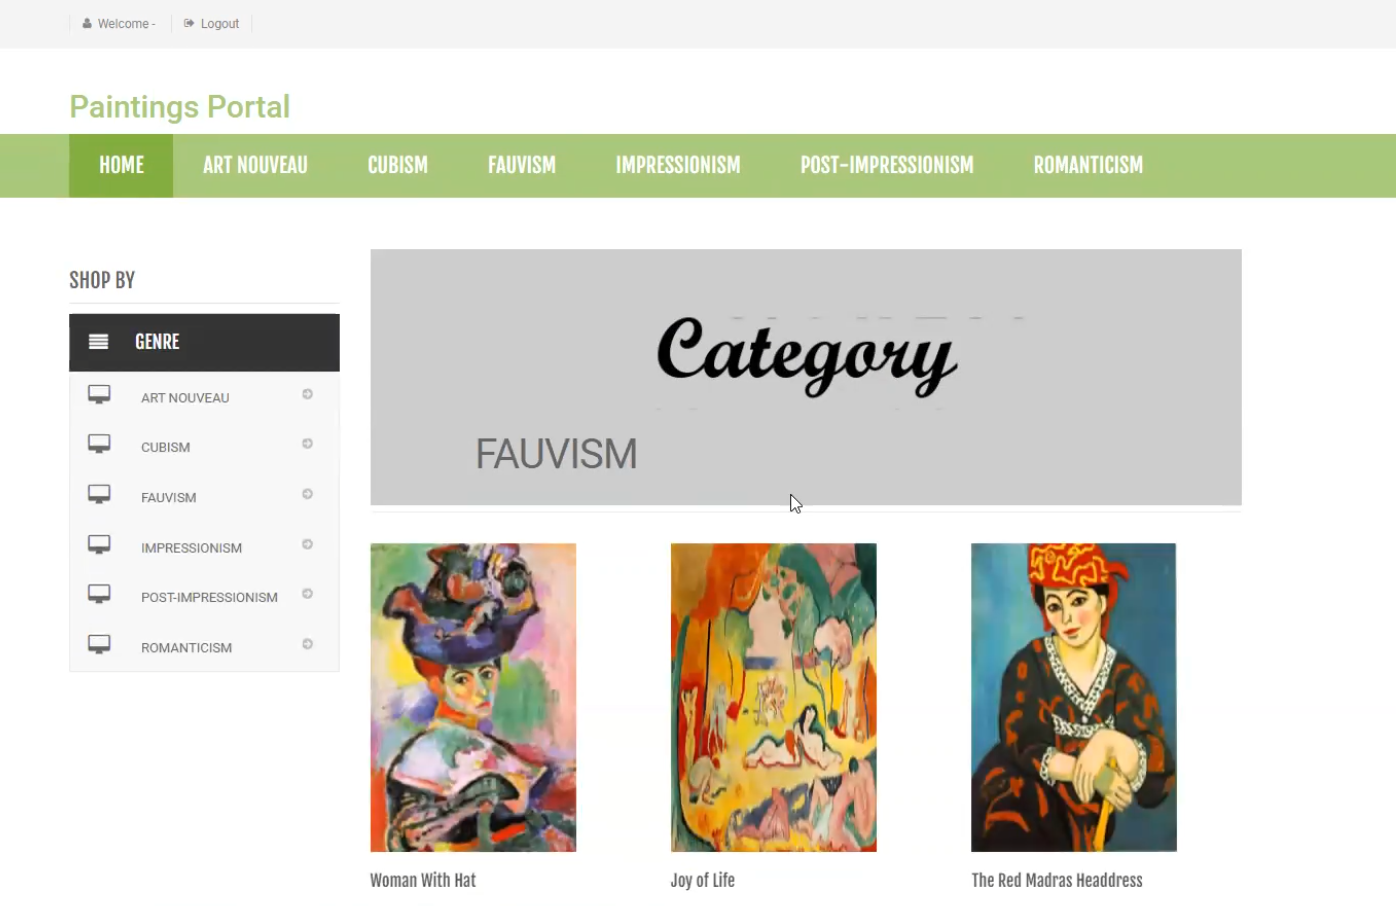 Welcome -
Logout
Paintings Portal
HOME
ART NOUVEAU
CUBISM
FAUVISM
IMPRESSIONISM
POST-IMPRESSIONISM
ROMANTICISM
SHOP BY
GENRE
ART NOUVEAU
CUBISM
FAUVISM
IMPRESSIONISM
POST-IMPRESSIONISM
ROMANTICISM
Category
FAUVISM
Woman With Hat
Joy of Life
The Red Madras Headdress